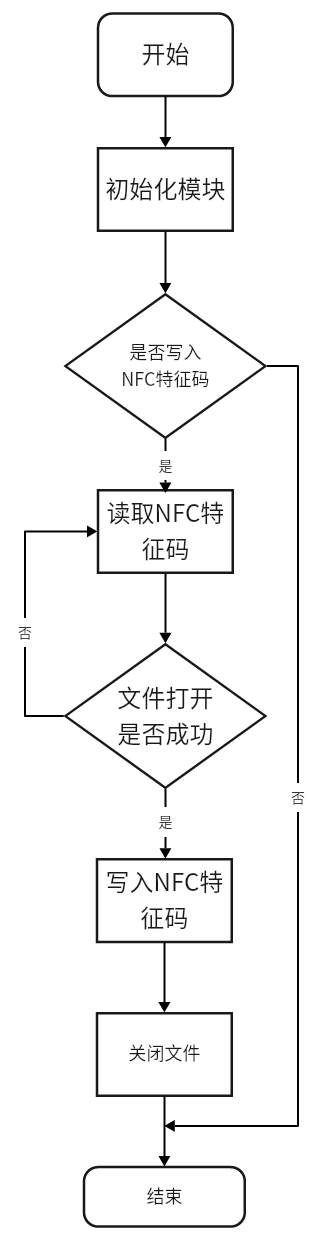 开始
初始化模块
是否写入
NFC特征码
是
读取NFC特
征码
否
文件打开
是否成功
否
是
写入NFC特
征码
关闭文件
结束